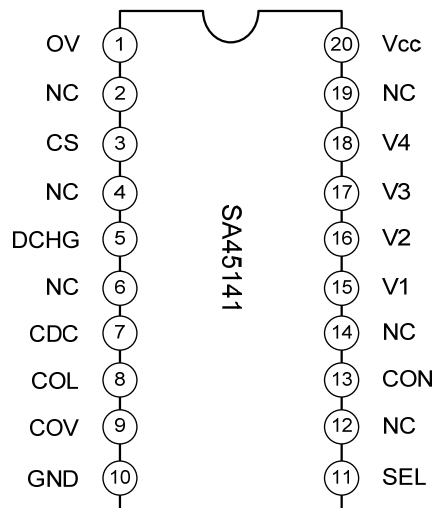 OV 1 20 Vcc
NC 2 19 NC
CS 3 18 V4
NC 4 17 V3
DCHG 5 16 V2
NC 6 15 V1
CDC 7 14 NC
COL 8 13 CON
COV 9 12 NC
GND 10 11 SEL
SA45141